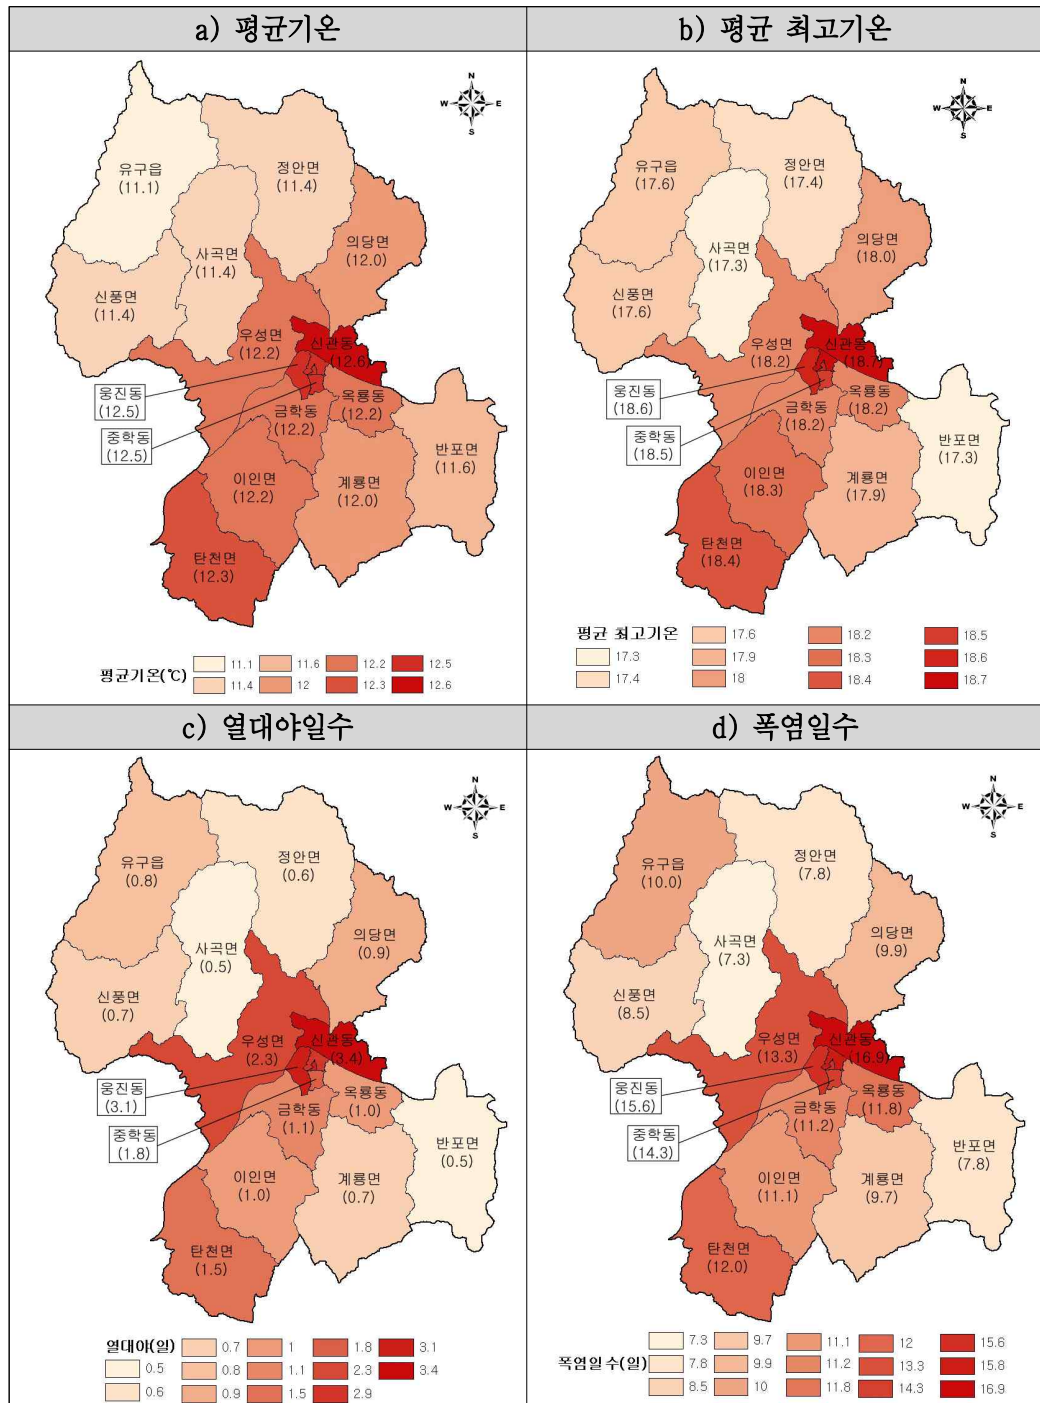 a) 평균기온
N
W E
S
유구읍
(11.1)
정안면
(11.4)
사곡면
(11.4)
의당면
(12.0)
신풍면
(11.4)
우성면
(12.2)
신관동
(12.6)
웅진동
(12.5)
중학동
(12.5)
금학동
(12.2)
옥룡동
(12.2)
반포면
(11.6)
이인면
(12.2)
계룡면
(12.0)
탄천면
(12.3)
평균기온(℃)
11.1 11.6 12.2 12.5
11.4 12 12.3 12.6
b) 평균 최고기온
N
W E
S
유구읍
(17.6)
정안면
(17.4)
사곡면
(17.3)
의당면
(18.0)
신풍면
(17.6)
우성면
(18.2)
신관동
(18.7)
웅진동
(18.6)
중학동
(18.5)
금학동
(18.2)
옥룡동
(18.2)
반포면
(17.3)
이인면
(18.3)
계룡면
(17.9)
탄천면
(18.4)
평균 최고기온
17.6 18.2 18.5
17.3 17.9 18.3 18.6
17.4 18 18.4 18.7
c) 열대야일수
N
W E
S
유구읍
(0.8)
정안면
(0.6)
사곡면
(0.5)
의당면
(0.9)
신풍면
(0.7)
우성면
(2.3)
신관동
(3.4)
웅진동
(3.1)
중학동
(1.8)
금학동
(1.1)
옥룡동
(1.0)
반포면
(0.5)
이인면
(1.0)
계룡면
(0.7)
탄천면
(1.5)
열대야(일)
0.7 1 1.8 3.1
0.5 0.8 1.1 2.3 3.4
0.6 0.9 1.5 2.9
d) 폭염일수
N
W E
S
유구읍
(10.0)
정안면
(7.8)
사곡면
(7.3)
의당면
(9.9)
신풍면
(8.5)
우성면
(13.3)
신관동
(16.9)
웅진동
(15.6)
중학동
(14.3)
금학동
(11.2)
옥룡동
(11.8)
반포면
(7.8)
이인면
(11.1)
계룡면
(9.7)
탄천면
(12.0)
폭염일수(일)
7.3 9.7 11.1 12 15.6
7.8 9.9 11.2 13.3 15.8
8.5 10 11.8 14.3 16.9